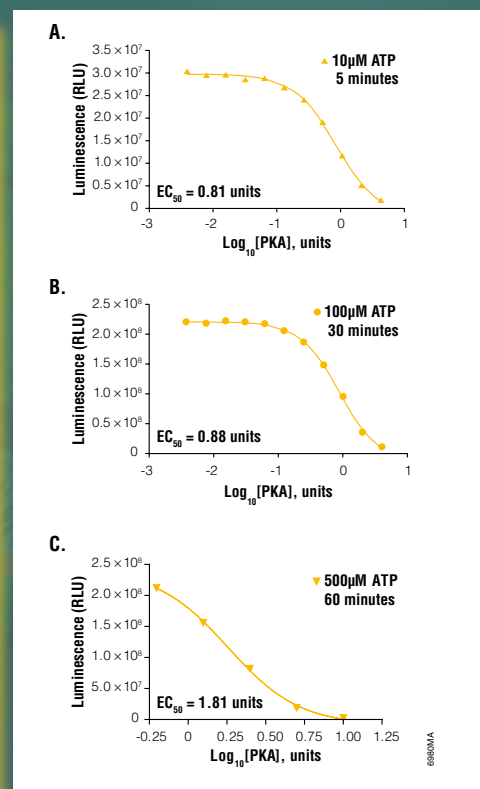 A.
Luminescence (RLU)
3.5 × 10⁷
3.0 × 10⁷
2.5 × 10⁷
2.0 × 10⁷
1.5 × 10⁷
1.0 × 10⁷
0.5 × 10⁷
0
10µM ATP
5 minutes
EC₅₀ = 0.81 units
-3 -2 -1 0 1
Log₁₀[PKA], units
B.
Luminescence (RLU)
2.5 × 10⁸
2.0 × 10⁸
1.5 × 10⁸
1.0 × 10⁸
0.5 × 10⁸
0
100µM ATP
30 minutes
EC₅₀ = 0.88 units
-3 -2 -1 0 1
Log₁₀[PKA], units
C.
Luminescence (RLU)
2.5 × 10⁸
2.0 × 10⁸
1.5 × 10⁸
1.0 × 10⁸
5.0 × 10⁷
0
500µM ATP
60 minutes
EC₅₀ = 1.81 units
-0.25 0 0.25 0.50 0.75 1.00 1.25
Log₁₀[PKA], units
6980MA